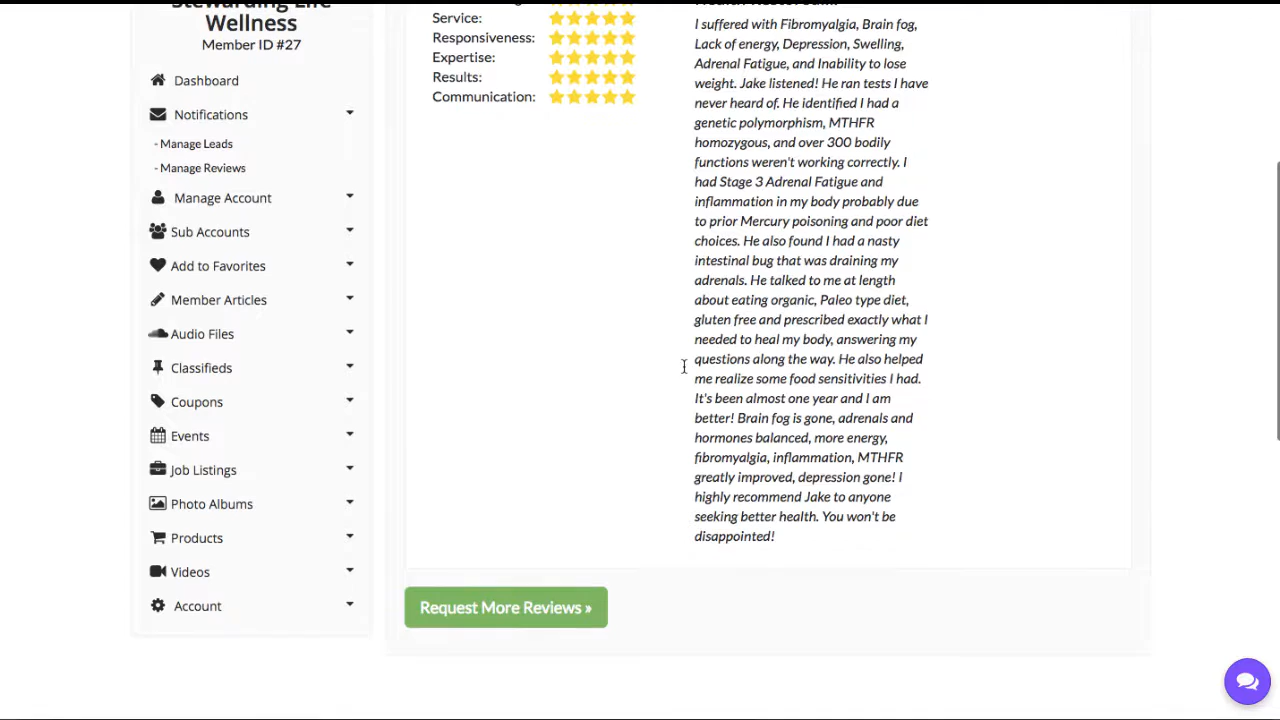 Wellness
Member ID #27
Dashboard
Notifications
- Manage Leads
- Manage Reviews
Manage Account
Sub Accounts
Add to Favorites
Member Articles
Audio Files
Classifieds
Coupons
Events
Job Listings
Photo Albums
Products
Videos
Account
Service:
Responsiveness:
Expertise:
Results:
Communication:
I suffered with Fibromyalgia, Brain fog,
Lack of energy, Depression, Swelling,
Adrenal Fatigue, and Inability to lose
weight. Jake listened! He ran tests I have
never heard of. He identified I had a
genetic polymorphism, MTHFR
homozygous, and over 300 bodily
functions weren't working correctly. I
had Stage 3 Adrenal Fatigue and
inflammation in my body probably due
to prior Mercury poisoning and poor diet
choices. He also found I had a nasty
intestinal bug that was draining my
adrenals. He talked to me at length
about eating organic, Paleo type diet,
gluten free and prescribed exactly what I
needed to heal my body, answering my
questions along the way. He also helped
me realize some food sensitivities I had.
It's been almost one year and I am
better! Brain fog is gone, adrenals and
hormones balanced, more energy,
fibromyalgia, inflammation, MTHFR
greatly improved, depression gone! I
highly recommend Jake to anyone
seeking better health. You won't be
disappointed!
Request More Reviews »